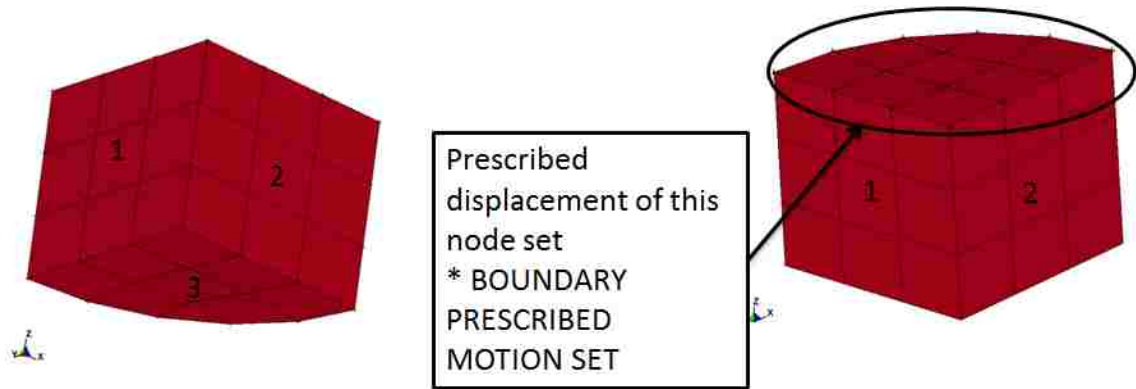 1
2
3
z
Y
x
Prescribed
displacement of this
node set
* BOUNDARY
PRESCRIBED
MOTION SET
1
2
z
x